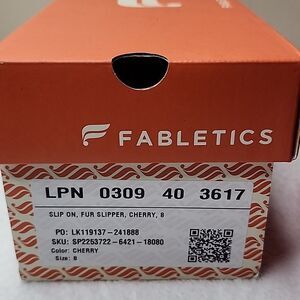 FABLETICS
LPN 0309 40 3617
SLIP ON, FUR SLIPPER, CHERRY, 8
PO: LK119137-241888
SKU: SP2253722-6421-18080
Color: CHERRY
Size: 8